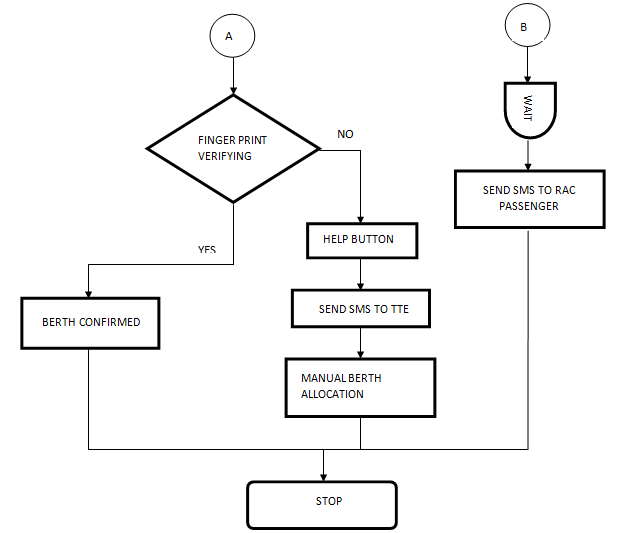 A
B
WAIT
FINGER PRINT
VERIFYING
NO
SEND SMS TO RAC
PASSENGER
YES
HELP BUTTON
BERTH CONFIRMED
SEND SMS TO TTE
MANUAL BERTH
ALLOCATION
STOP